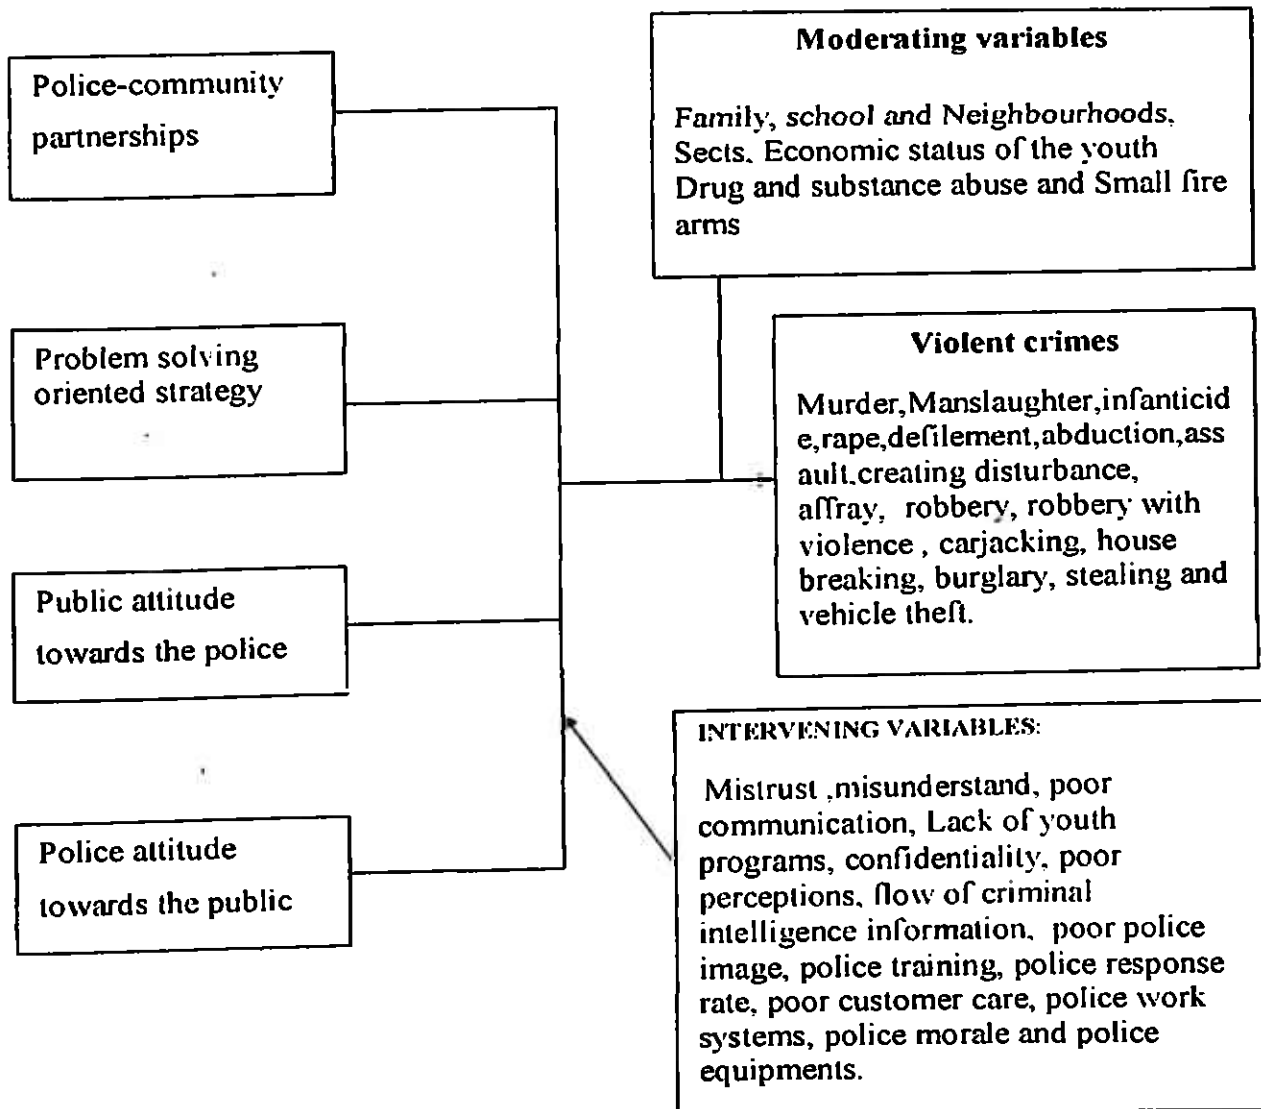 Police-community
partnerships
Problem solving
oriented strategy
Public attitude
towards the police
Police attitude
towards the public
Moderating variables
Family, school and Neighbourhoods,
Sects. Economic status of the youth
Drug and substance abuse and Small fire
arms
Violent crimes
Murder,Manslaughter,infanticid
e,rape,defilement,abduction,ass
ault.creating disturbance,
affray, robbery, robbery with
violence , carjacking, house
breaking, burglary, stealing and
vehicle theft.
INTERVENING VARIABLES:
Mistrust ,misunderstand, poor
communication, Lack of youth
programs, confidentiality, poor
perceptions, flow of criminal
intelligence information, poor police
image, police training, police response
rate, poor customer care, police work
systems, police morale and police
equipments.